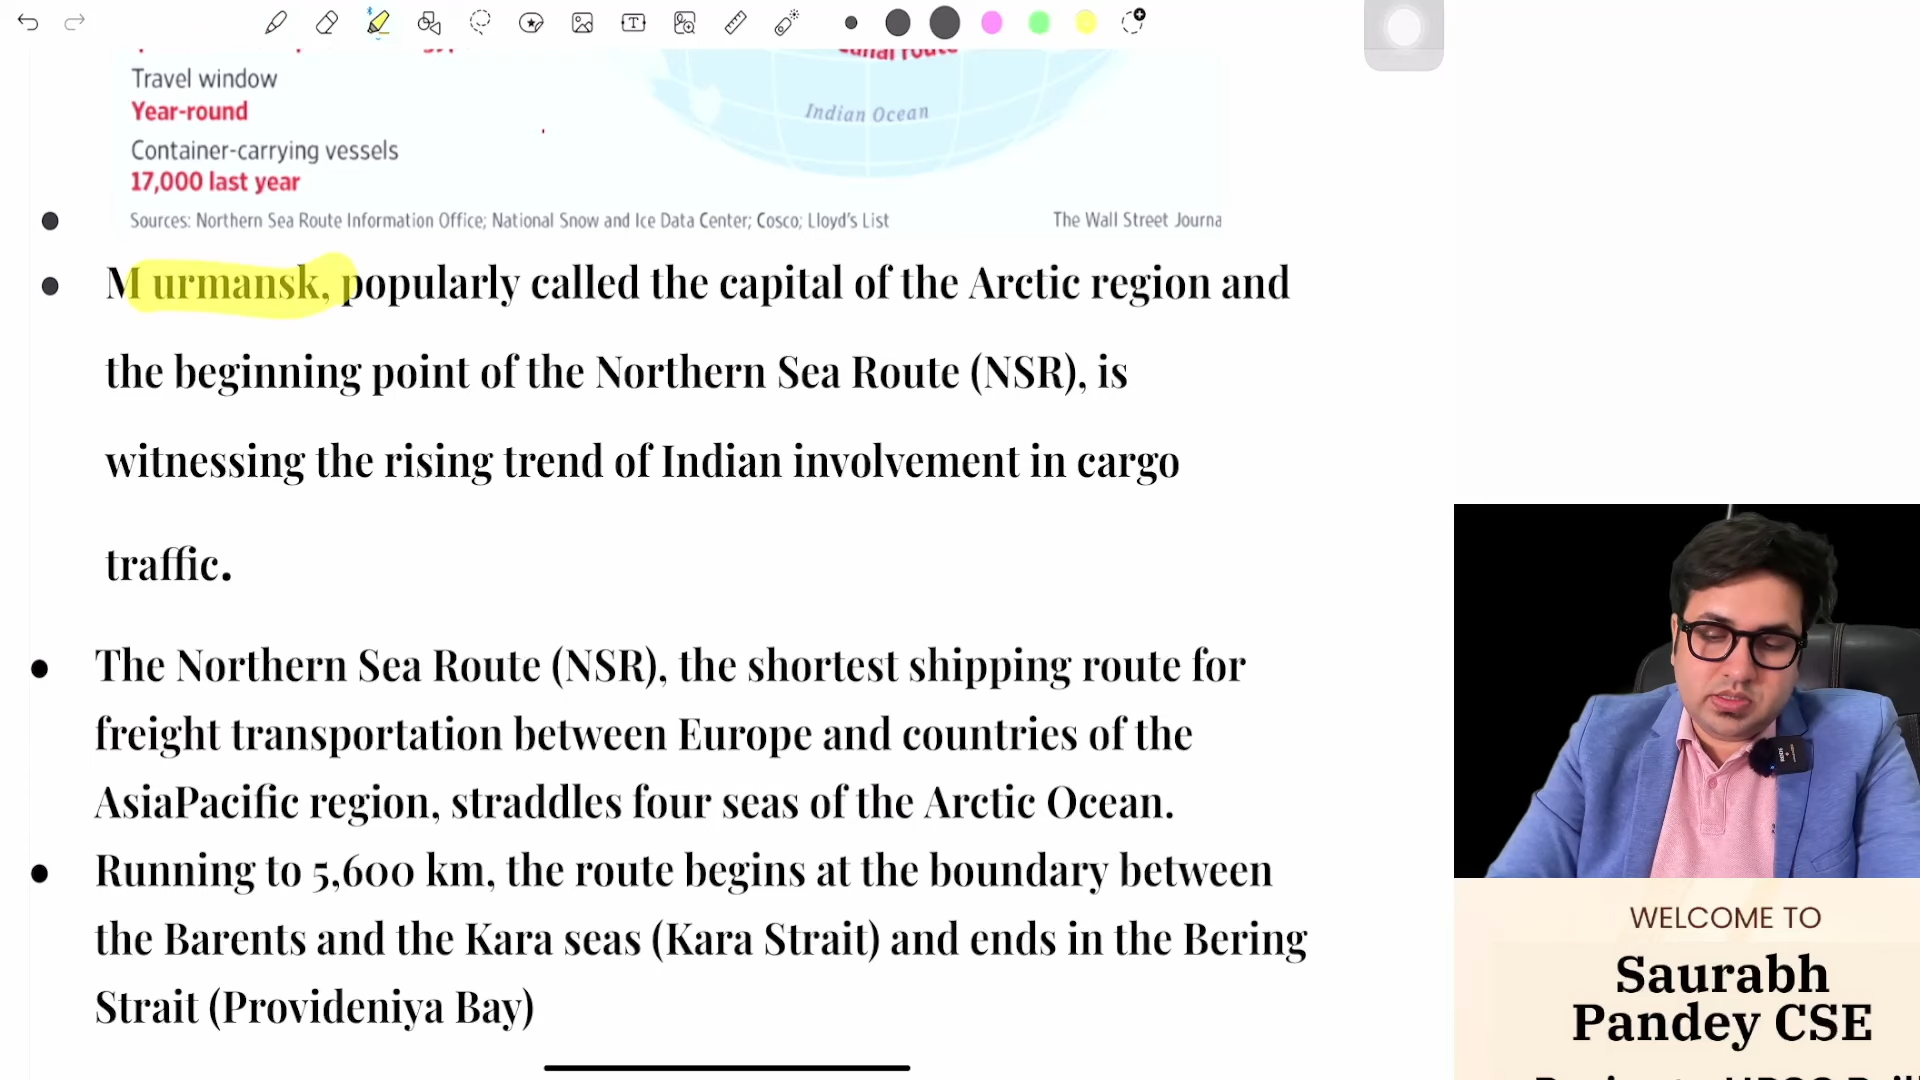 Travel window
Year-round
Container-carrying vessels
17,000 last year
canal route
Indian Ocean
Sources: Northern Sea Route Information Office; National Snow and Ice Data Center; Cosco; Lloyd's List
The Wall Street Journa
M urmansk, popularly called the capital of the Arctic region and
the beginning point of the Northern Sea Route (NSR), is
witnessing the rising trend of Indian involvement in cargo
traffic.
The Northern Sea Route (NSR), the shortest shipping route for
freight transportation between Europe and countries of the
AsiaPacific region, straddles four seas of the Arctic Ocean.
Running to 5,600 km, the route begins at the boundary between
the Barents and the Kara seas (Kara Strait) and ends in the Bering
Strait (Provideniya Bay)
WELCOME TO
Saurabh
Pandey CSE